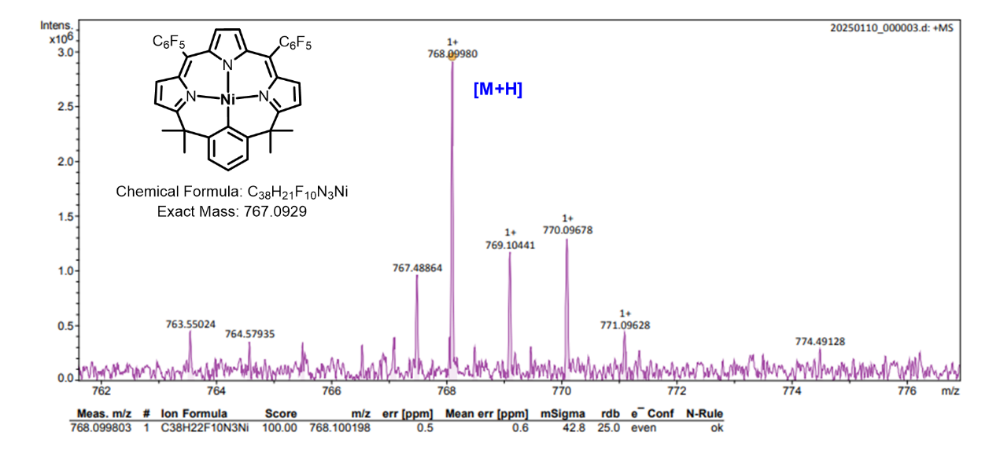 Intens.
x10⁶
20250110_000003.d: +MS
C₆F₅
C₆F₅
N
N
N
Ni
Chemical Formula: C₃₈H₂₁F₁₀N₃Ni
Exact Mass: 767.0929
1+
768.09980
[M+H]
1+
770.09678
1+
769.10441
767.48864
1+
771.09628
763.55024
764.57935
774.49128
3.0
2.5
2.0
1.5
1.0
0.5
0.0
762
764
766
768
770
772
774
776
m/z
Meas. m/z # Ion Formula Score m/z err [ppm] Mean err [ppm] mSigma rdb e⁻ Conf N-Rule
768.099803 1 C38H22F10N3Ni 100.00 768.100198 0.5 0.6 42.8 25.0 even ok